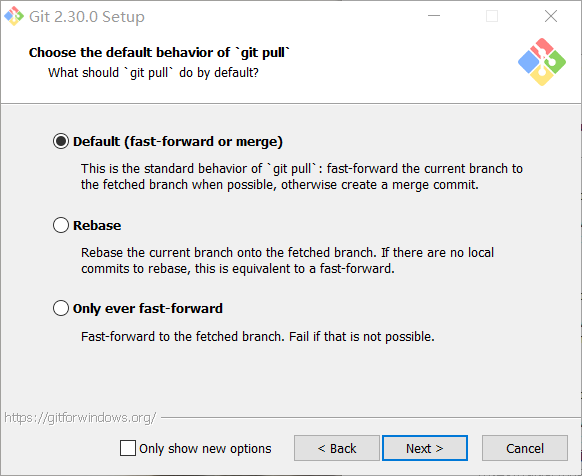 Git 2.30.0 Setup
Choose the default behavior of `git pull`
What should `git pull` do by default?
Default (fast-forward or merge)
This is the standard behavior of `git pull`: fast-forward the current branch to
the fetched branch when possible, otherwise create a merge commit.
Rebase
Rebase the current branch onto the fetched branch. If there are no local
commits to rebase, this is equivalent to a fast-forward.
Only ever fast-forward
Fast-forward to the fetched branch. Fail if that is not possible.
https://gitforwindows.org/
Only show new options
< Back
Next >
Cancel